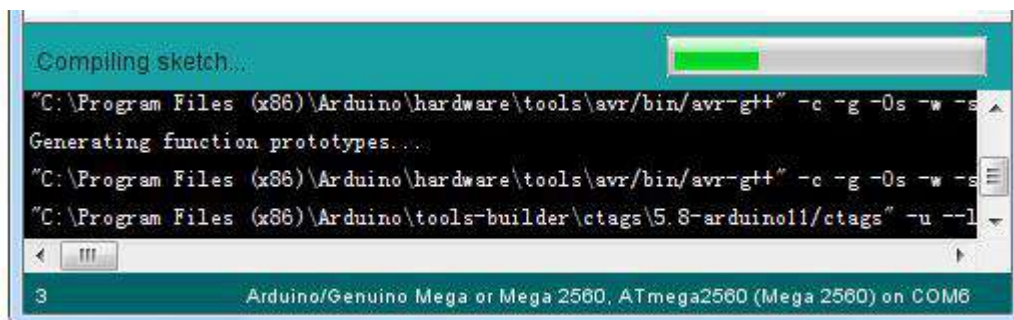 Compiling sketch...
"C:\Program Files (x86)\Arduino\hardware\tools\avr/bin/avr-g++" -c -g -Os -w -s
Generating function prototypes...
"C:\Program Files (x86)\Arduino\hardware\tools\avr/bin/avr-g++" -c -g -Os -w -s
"C:\Program Files (x86)\Arduino\tools-builder\ctags\5.8-arduino11/ctags" -u --l
3 Arduino/Genuino Mega or Mega 2560, ATmega2560 (Mega 2560) on COM6